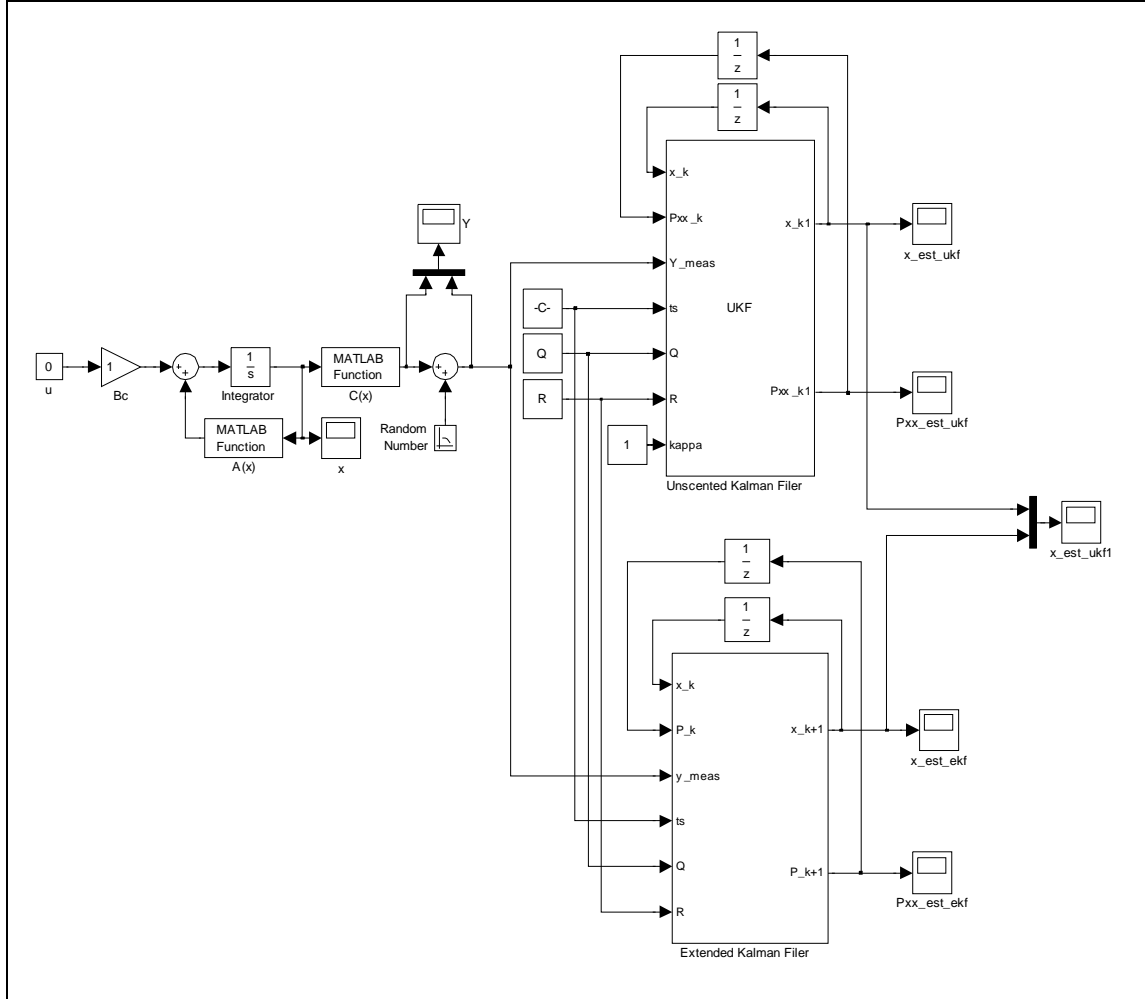 1
z
1
z
x_k
Pxx_k
Y_meas
ts
Q
R
kappa
UKF
x_k1
Pxx_k1
Unscented Kalman Filer
x_est_ukf
Pxx_est_ukf
Y
-C-
Q
R
1
0
u
1
Bc
+
+
1
s
Integrator
MATLAB
Function
C(x)
+
+
MATLAB
Function
A(x)
x
Random
Number
x_est_ukf1
1
z
1
z
x_k
P_k
y_meas
ts
Q
R
x_k+1
P_k+1
Extended Kalman Filer
x_est_ekf
Pxx_est_ekf